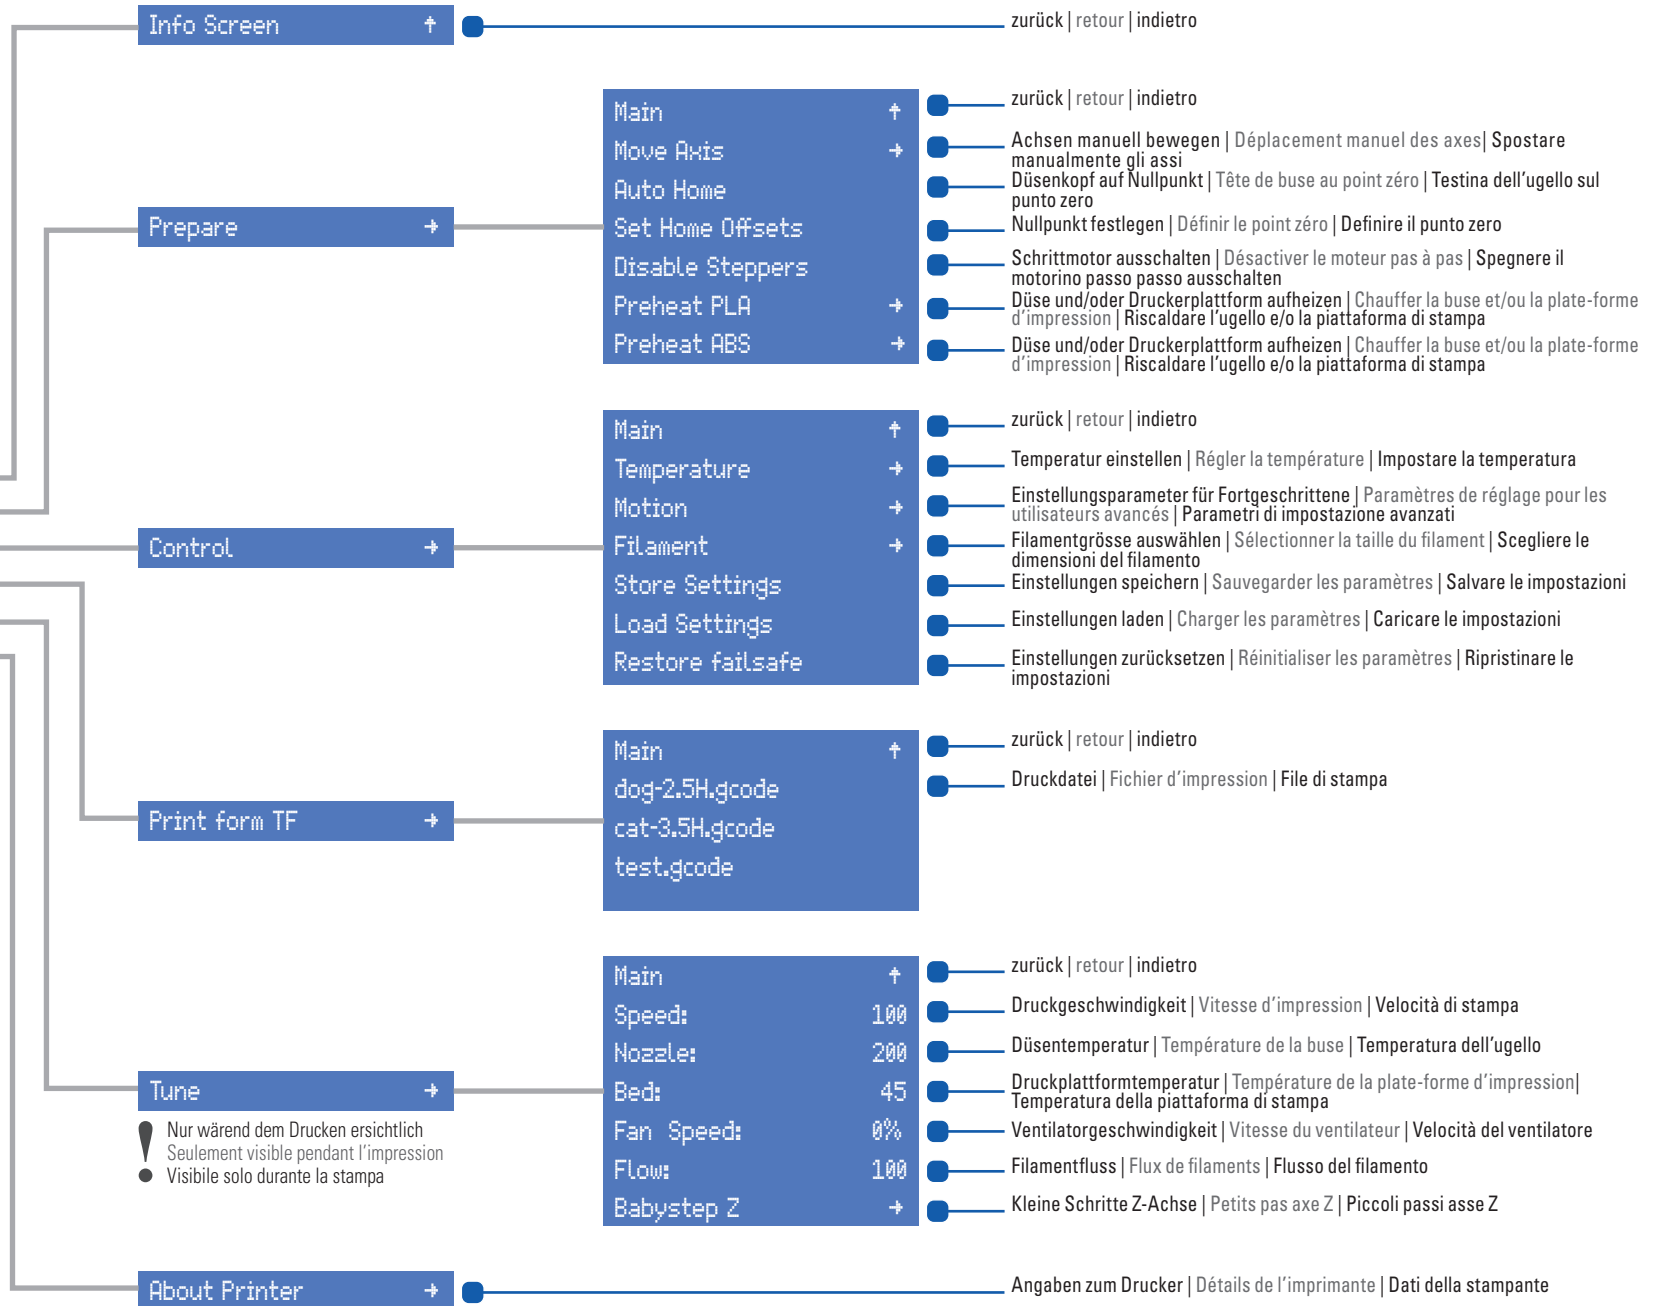 Info Screen ↑
zurück | retour | indietro
Main ↑
zurück | retour | indietro
Move Axis →
Achsen manuell bewegen | Déplacement manuel des axes| Spostare
manualmente gli assi
Auto Home
Düsenkopf auf Nullpunkt | Tête de buse au point zéro | Testina dell'ugello sul
punto zero
Prepare →
Set Home Offsets
Nullpunkt festlegen | Définir le point zéro | Definire il punto zero
Disable Steppers
Schrittmotor ausschalten | Désactiver le moteur pas à pas | Spegnere il
motorino passo passo ausschalten
Preheat PLA →
Düse und/oder Druckerplattform aufheizen | Chauffer la buse et/ou la plate-forme
d'impression | Riscaldare l'ugello e/o la piattaforma di stampa
Preheat ABS →
Düse und/oder Druckerplattform aufheizen | Chauffer la buse et/ou la plate-forme
d'impression | Riscaldare l'ugello e/o la piattaforma di stampa
Main ↑
zurück | retour | indietro
Temperature →
Temperatur einstellen | Régler la température | Impostare la temperatura
Motion →
Einstellungsparameter für Fortgeschrittene | Paramètres de réglage pour les
utilisateurs avancés | Parametri di impostazione avanzati
Control →
Filament →
Filamentgrösse auswählen | Sélectionner la taille du filament | Scegliere le
dimensioni del filamento
Store Settings
Einstellungen speichern | Sauvegarder les paramètres | Salvare le impostazioni
Load Settings
Einstellungen laden | Charger les paramètres | Caricare le impostazioni
Restore failsafe
Einstellungen zurücksetzen | Réinitialiser les paramètres | Ripristinare le
impostazioni
Main ↑
zurück | retour | indietro
dog-2.5H.gcode
Druckdatei | Fichier d'impression | File di stampa
Print form TF →
cat-3.5H.gcode
test.gcode
Main ↑
zurück | retour | indietro
Speed: 100
Druckgeschwindigkeit | Vitesse d'impression | Velocità di stampa
Nozzle: 200
Düsentemperatur | Température de la buse | Temperatura dell'ugello
Tune →
Bed: 45
Druckplattformtemperatur | Température de la plate-forme d'impression|
Temperatura della piattaforma di stampa
! Nur wärend dem Drucken ersichtlich
Seulement visible pendant l'impression
Visibile solo durante la stampa
Fan Speed: 0%
Ventilatorgeschwindigkeit | Vitesse du ventilateur | Velocità del ventilatore
Flow: 100
Filamentfluss | Flux de filaments | Flusso del filamento
Babystep Z →
Kleine Schritte Z-Achse | Petits pas axe Z | Piccoli passi asse Z
About Printer →
Angaben zum Drucker | Détails de l'imprimante | Dati della stampante